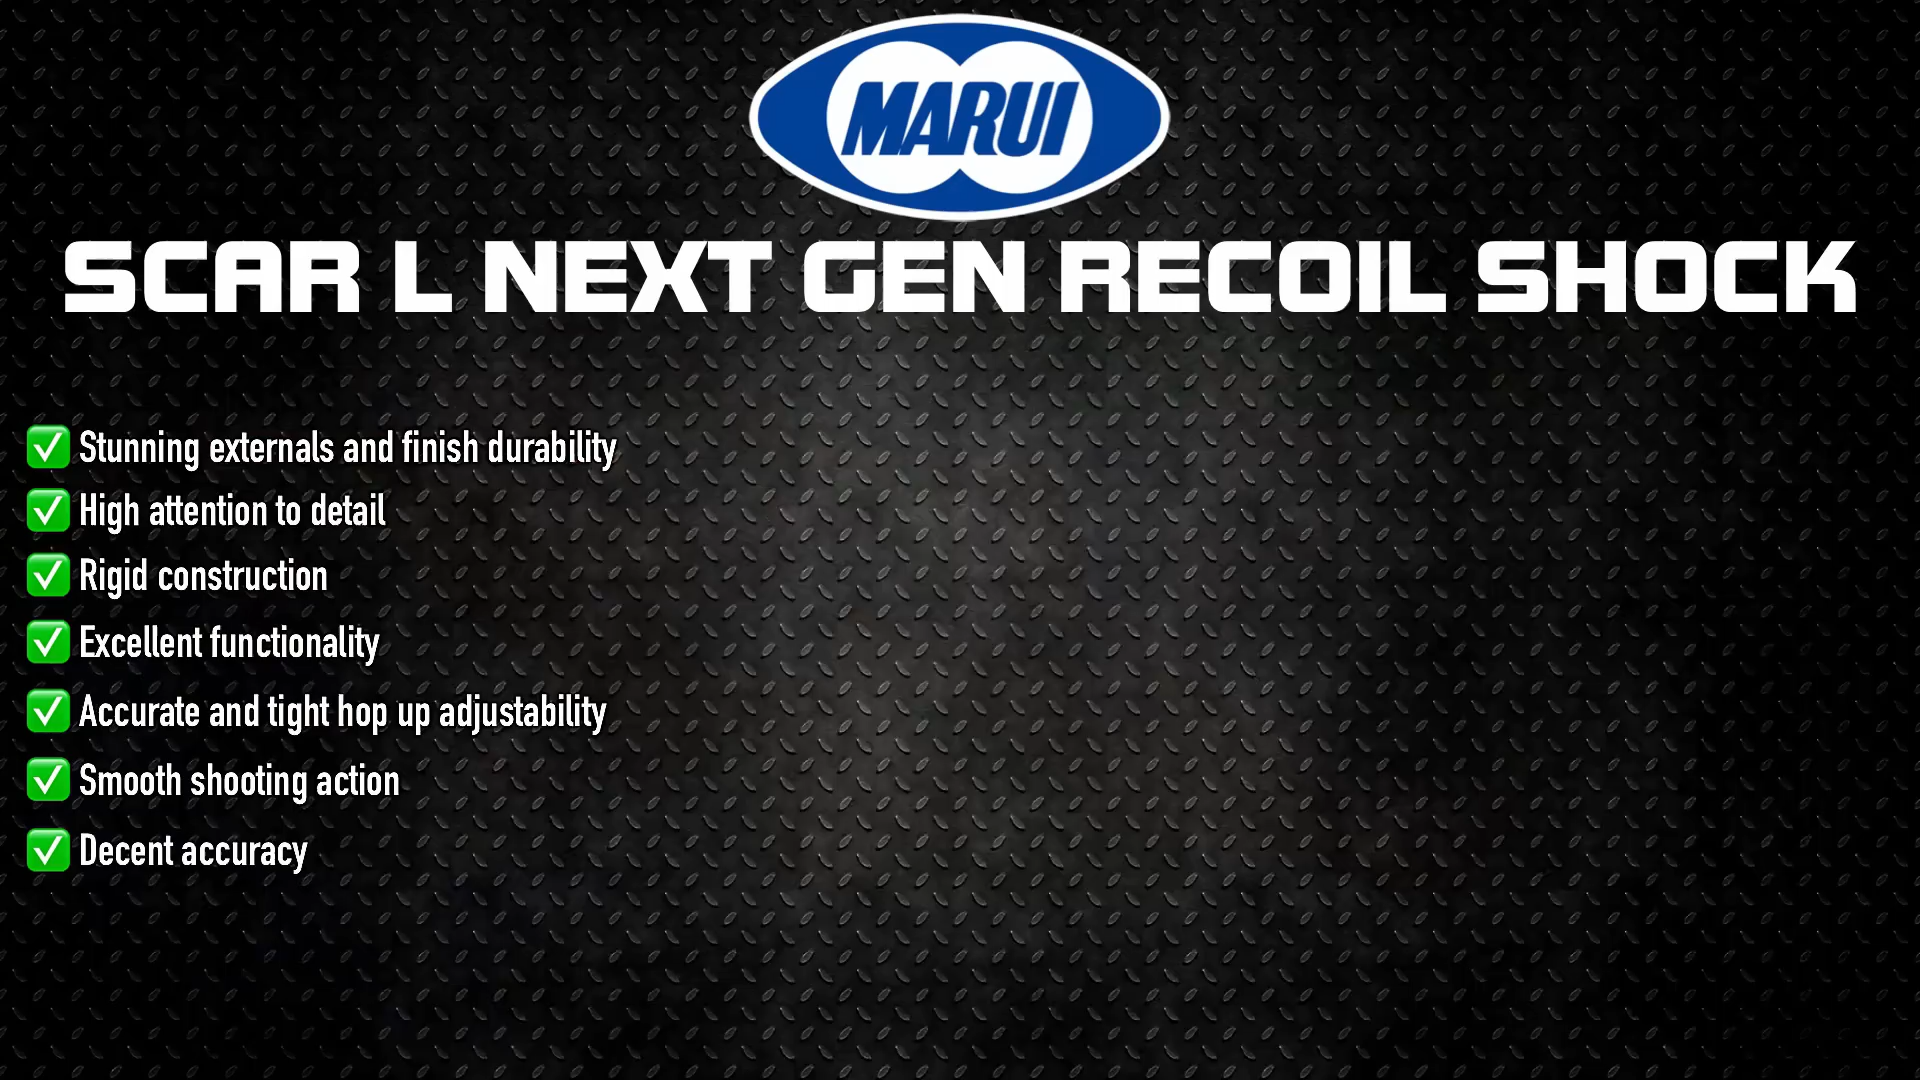 MARUI
SCAR L NEXT GEN RECOIL SHOCK
✅ Stunning externals and finish durability
✅ High attention to detail
✅ Rigid construction
✅ Excellent functionality
✅ Accurate and tight hop up adjustability
✅ Smooth shooting action
✅ Decent accuracy